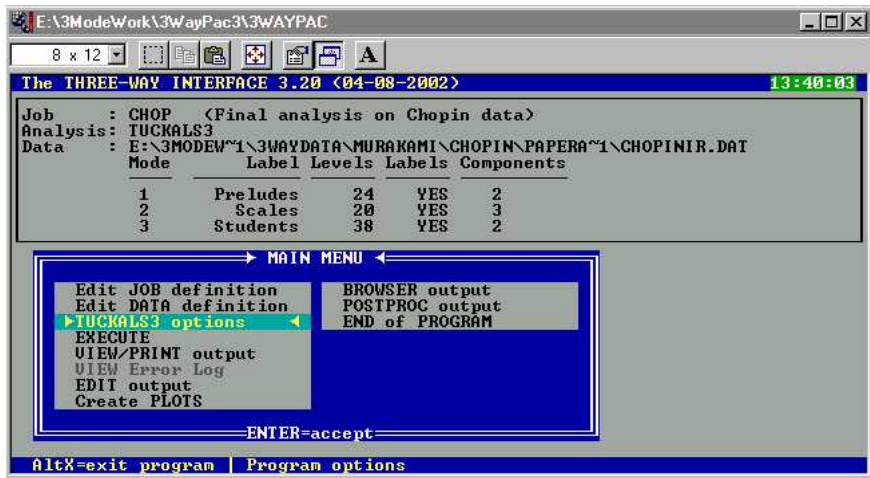 E:\3ModeWork\3WayPac3\3WAYPAC
8 x 12 A
The THREE-WAY INTERFACE 3.20 (04-08-2002) 13:40:03
Job : CHOP (Final analysis on Chopin data)
Analysis: TUCKALS3
Data : E:\3MODEW~1\3WAYDATA\MURAKAMI\CHOPIN\PAPERA~1\CHOPINIR.DAT
Mode Label Levels Labels Components
1 Preludes 24 YES 2
2 Scales 20 YES 3
3 Students 38 YES 2
MAIN MENU
Edit JOB definition
Edit DATA definition
TUCKALS3 options
EXECUTE
VIEW/PRINT output
VIEW Error Log
EDIT output
Create PLOTS
BROWSER output
POSTPROC output
END of PROGRAM
ENTER=accept
AltX=exit program | Program options